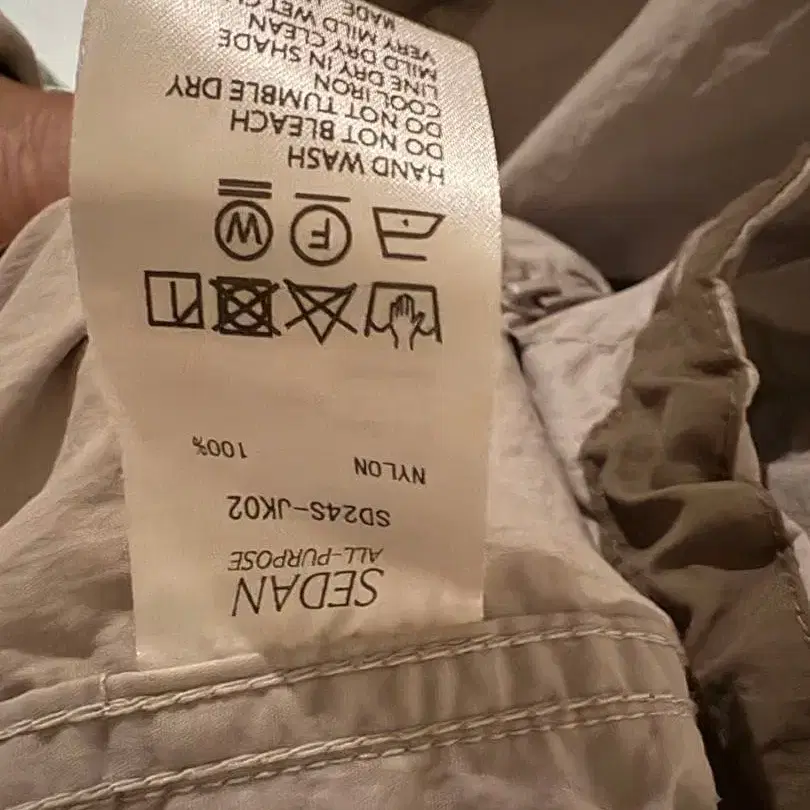 SEDAN
ALL-PURPOSE
SD24S-JK02
NYLON 100%
F W
HAND WASH
DO NOT BLEACH
DO NOT TUMBLE DRY
COOL IRON
LINE DRY IN SHADE
MILD DRY CLEAN
VERY MILD WET
MADE